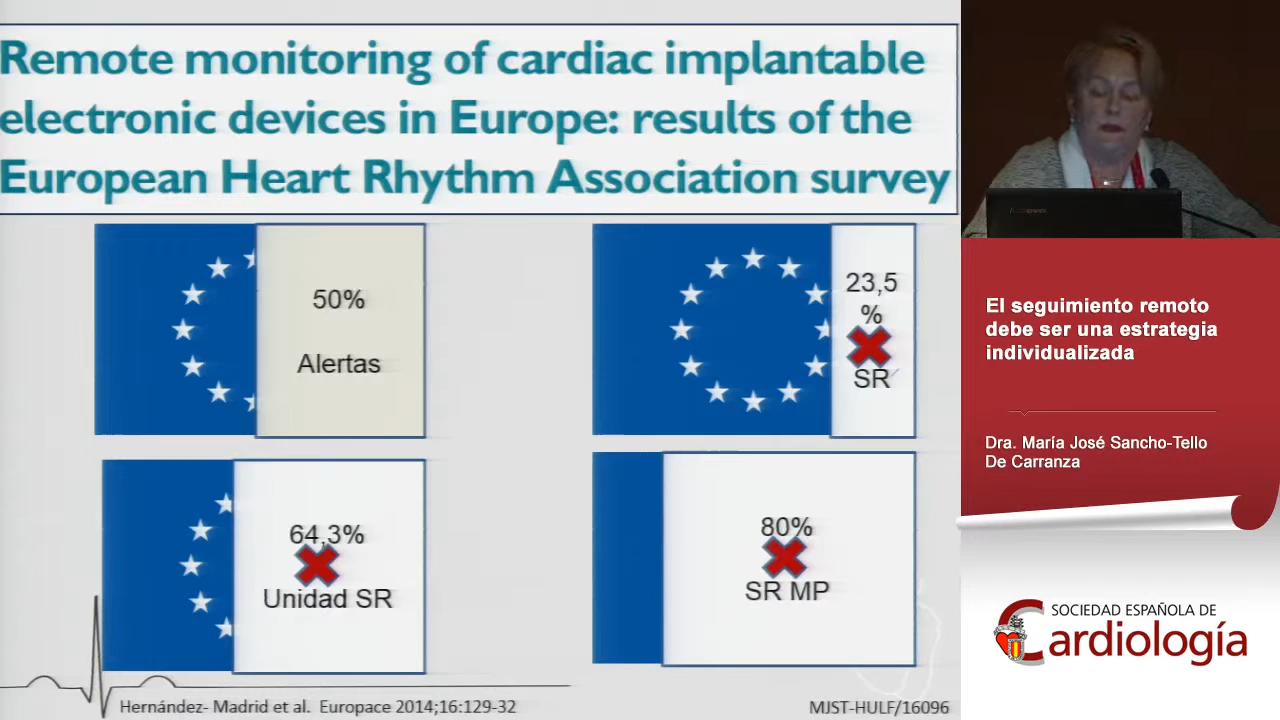 Remote monitoring of cardiac implantable
electronic devices in Europe: results of the
European Heart Rhythm Association survey
50%
Alertas
23,5
%
SR
64,3%
Unidad SR
80%
SR MP
Hernández- Madrid et al. Europace 2014;16:129-32
MJST-HULF/16096
El seguimiento remoto
debe ser una estrategia
individualizada
Dra. María José Sancho-Tello
De Carranza
SOCIEDAD ESPAÑOLA DE
Cardiología